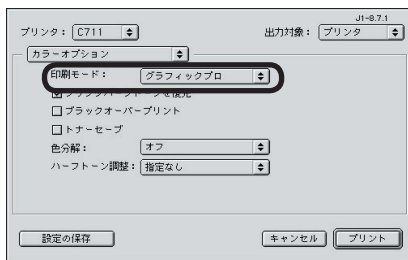 J1-8.7.1
プリンタ： C711 出力対象： プリンタ
カラーオプション
印刷モード： グラフィックプロ
ブラックオーバープリント
トナーセーブ
色分解： オフ
ハーフトーン調整： 指定なし
設定の保存 キャンセル プリント